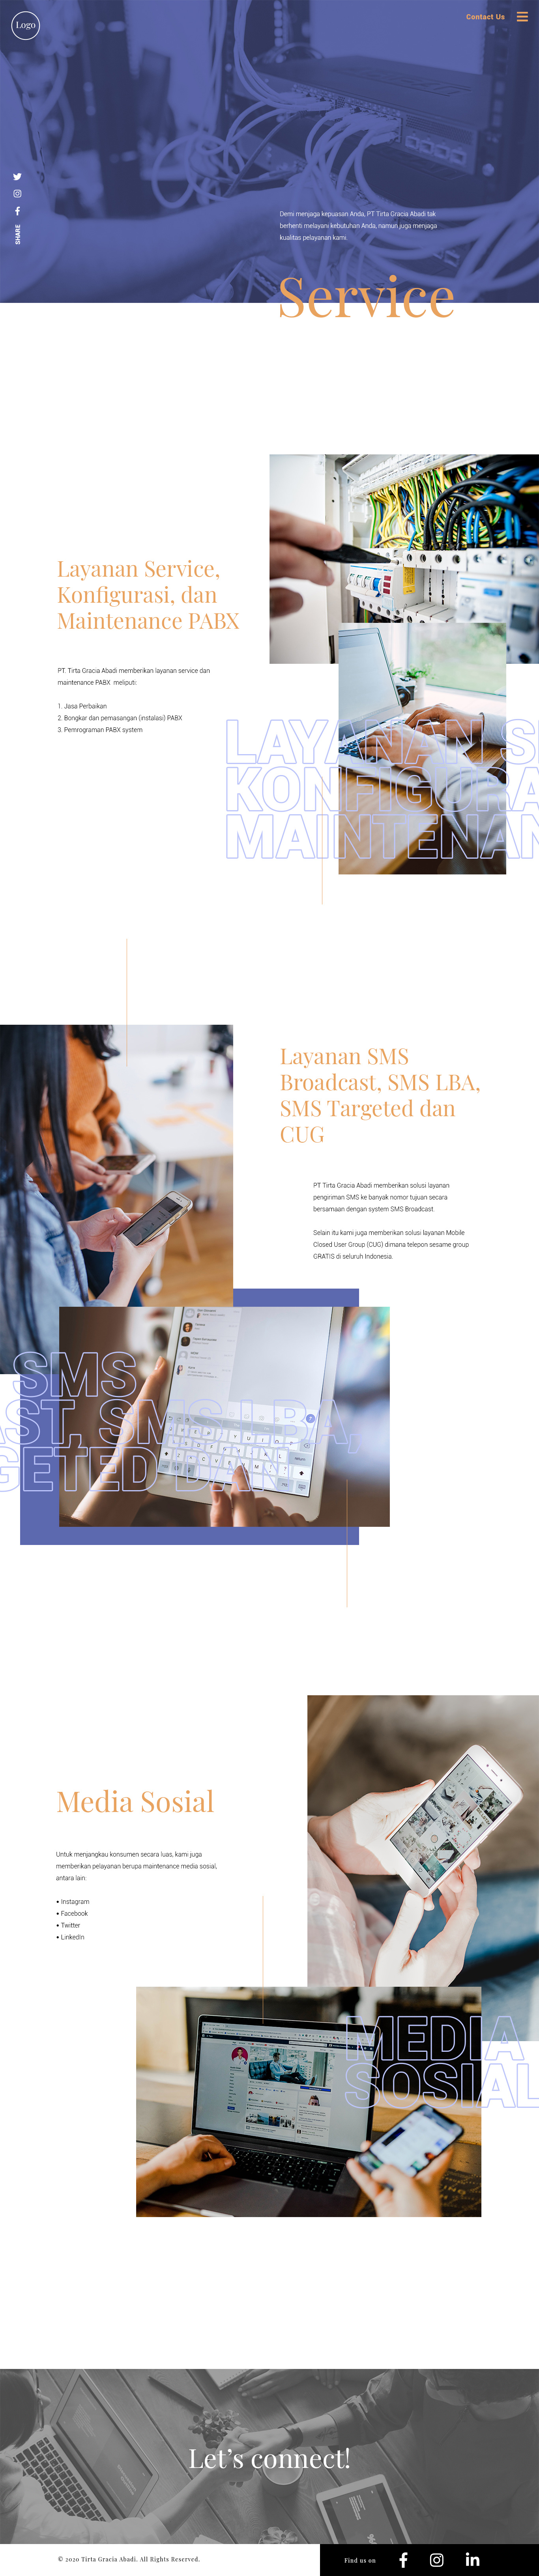 Logo
Contact Us
SHARE
Demi menjaga kepuasan Anda, PT Tirta Gracia Abadi tak
berhenti melayani kebutuhan Anda, namun juga menjaga
kualitas pelayanan kami.
Service
Layanan Service,
Konfigurasi, dan
Maintenance PABX
PT. Tirta Gracia Abadi memberikan layanan service dan
maintenance PABX meliputi:
1. Jasa Perbaikan
2. Bongkar dan pemasangan (instalasi) PABX
3. Pemrograman PABX system
LAYANAN SE
KONFIGURA
MAINTENAN
Layanan SMS
Broadcast, SMS LBA,
SMS Targeted dan
CUG
PT Tirta Gracia Abadi memberikan solusi layanan
pengiriman SMS ke banyak nomor tujuan secara
bersamaan dengan system SMS Broadcast.
Selain itu kami juga memberikan solusi layanan Mobile
Closed User Group (CUG) dimana telepon sesame group
GRATIS di seluruh Indonesia.
SMS
AST, SMS LBA,
GETED DAN
Media Sosial
Untuk menjangkau konsumen secara luas, kami juga
memberikan pelayanan berupa maintenance media sosial,
antara lain:
• Instagram
• Facebook
• Twitter
• LinkedIn
MEDIA
SOSIAL
Let's connect!
© 2020 Tirta Gracia Abadi. All Rights Reserved.
Find us on